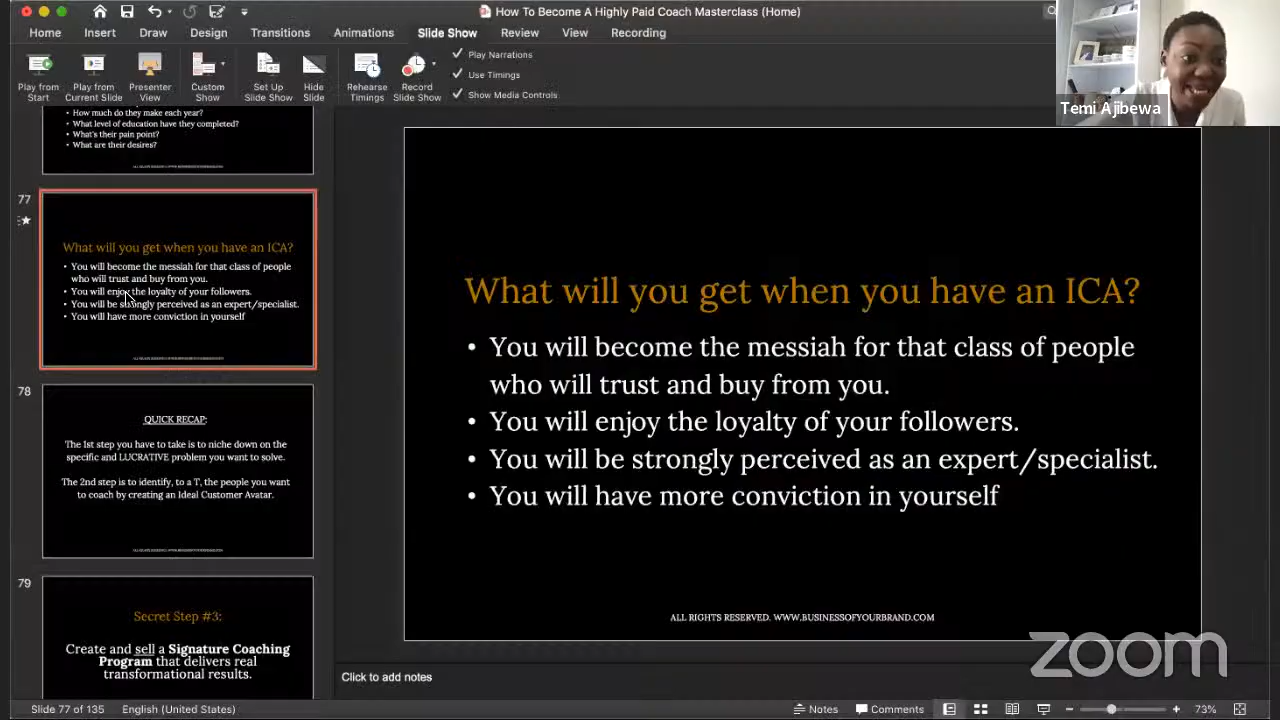 How To Become A Highly Paid Coach Masterclass (Home)
Home Insert Draw Design Transitions Animations Slide Show Review View Recording
Play from Start
Play from Current Slide
Presenter View
Custom Show
Set Up Slide Show
Hide Slide
Rehearse Timings
Record Slide Show
Play Narrations
Use Timings
Show Media Controls
Temi Ajibewa
• How much do they make each year?
• What level of education have they completed?
• What's their pain point?
• What are their desires?
77
What will you get when you have an ICA?
• You will become the messiah for that class of people
who will trust and buy from you.
• You will enjoy the loyalty of your followers.
• You will be strongly perceived as an expert/specialist.
• You will have more conviction in yourself
78
QUICK RECAP:
The 1st step you have to take is to niche down on the
specific and LUCRATIVE problem you want to solve.
The 2nd step is to identify, to a T, the people you want
to coach by creating an Ideal Customer Avatar.
79
Secret Step #3:
Create and sell a Signature Coaching
Program that delivers real
transformational results.
What will you get when you have an ICA?
• You will become the messiah for that class of people
who will trust and buy from you.
• You will enjoy the loyalty of your followers.
• You will be strongly perceived as an expert/specialist.
• You will have more conviction in yourself
ALL RIGHTS RESERVED. WWW.BUSINESSOFYOURBRAND.COM
zoom
Click to add notes
Slide 77 of 135 English (United States) Notes Comments 73%